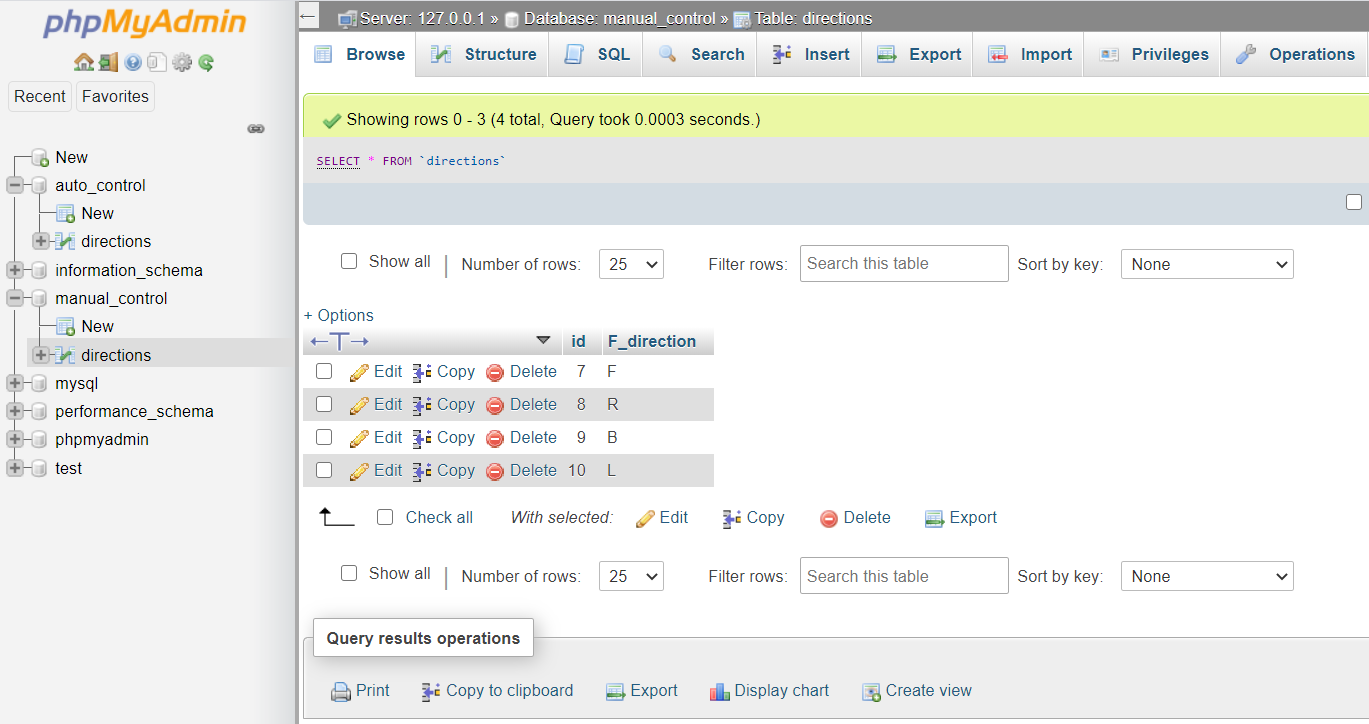 phpMyAdmin
Recent Favorites
New
auto_control
New
directions
information_schema
manual_control
New
directions
mysql
performance_schema
phpmyadmin
test
Server: 127.0.0.1 » Database: manual_control » Table: directions
Browse Structure SQL Search Insert Export Import Privileges Operations
Showing rows 0 - 3 (4 total, Query took 0.0003 seconds.)
SELECT * FROM `directions`
Show all | Number of rows: 25 Filter rows: Search this table Sort by key: None
+ Options
←T→ id F_direction
Edit Copy Delete 7 F
Edit Copy Delete 8 R
Edit Copy Delete 9 B
Edit Copy Delete 10 L
Check all With selected: Edit Copy Delete Export
Show all | Number of rows: 25 Filter rows: Search this table Sort by key: None
Query results operations
Print Copy to clipboard Export Display chart Create view